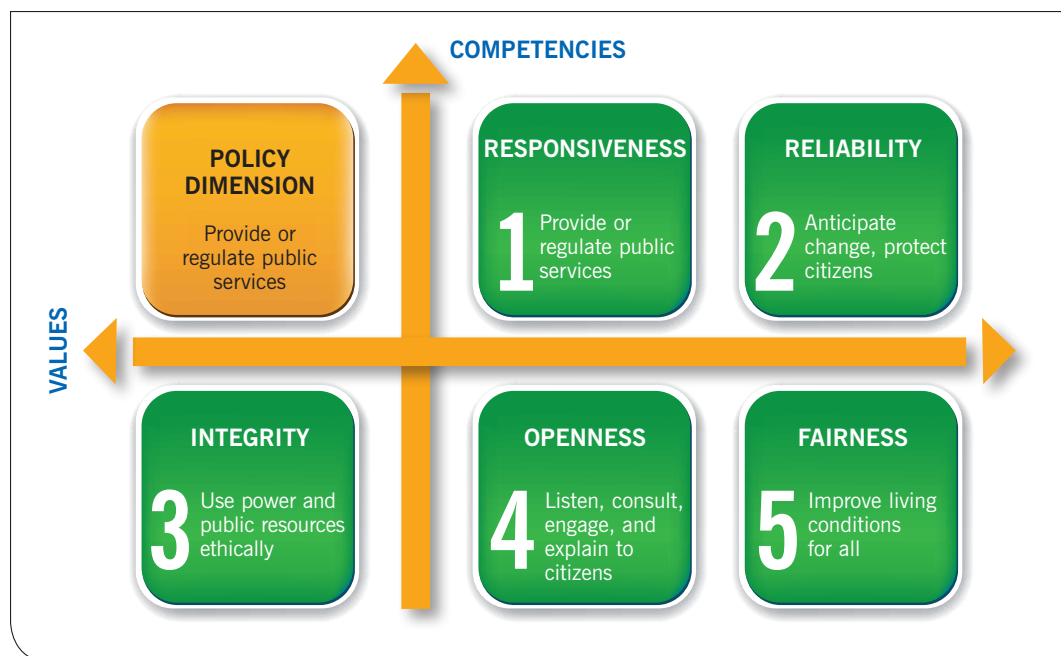 COMPETENCIES
POLICY
DIMENSION
Provide or
regulate public
services
RESPONSIVENESS
1
Provide or
regulate public
services
RELIABILITY
2
Anticipate
change, protect
citizens
VALUES
INTEGRITY
3
Use power and
public resources
ethically
OPENNESS
4
Listen, consult,
engage, and
explain to
citizens
FAIRNESS
5
Improve living
conditions
for all